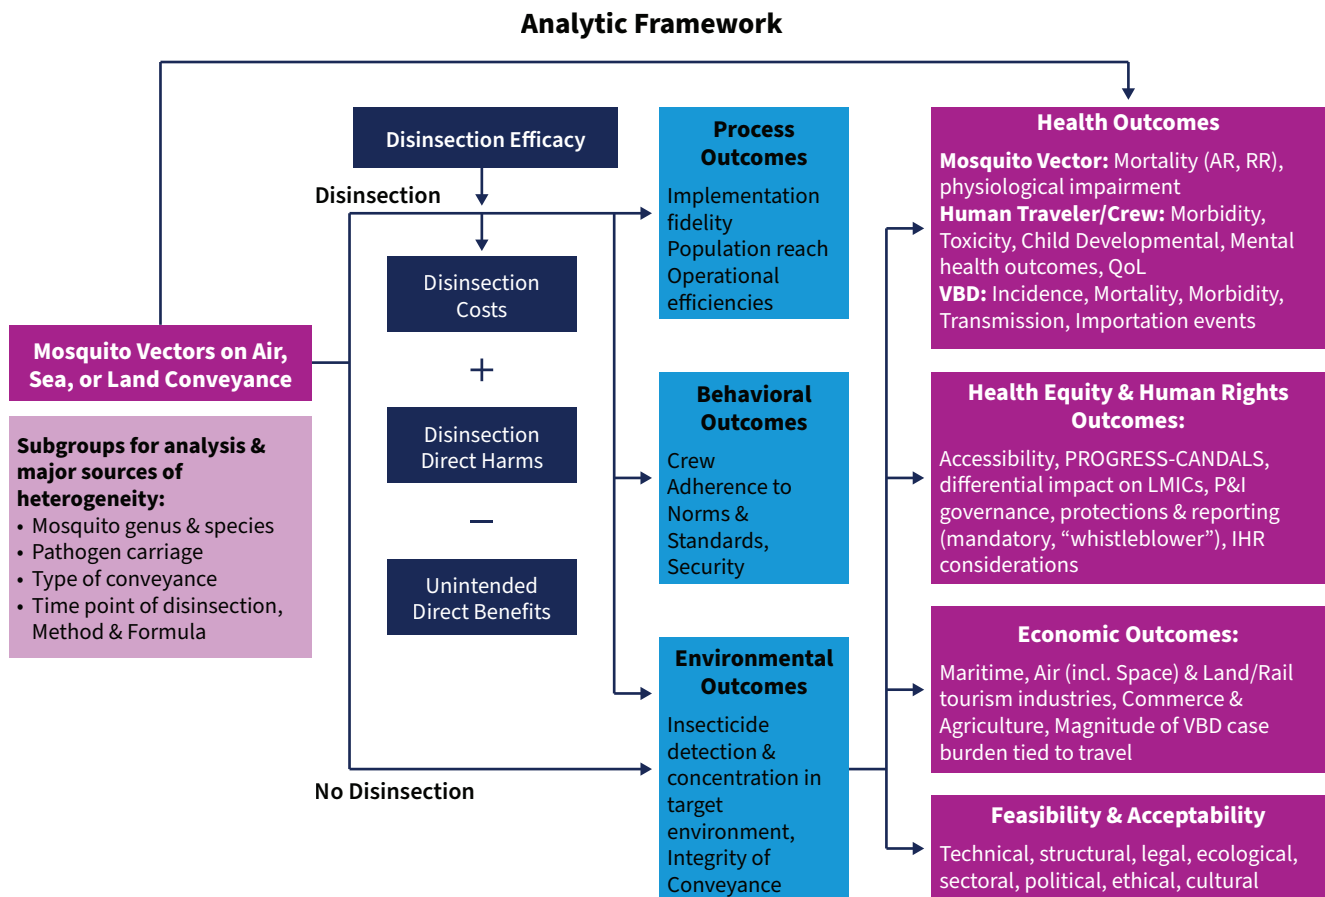 Analytic Framework
Disinsection Efficacy
Disinsection
Disinsection
Costs
+
Disinsection
Direct Harms
−
Unintended
Direct Benefits
No Disinsection
Mosquito Vectors on Air,
Sea, or Land Conveyance
Subgroups for analysis &
major sources of
heterogeneity:
• Mosquito genus & species
• Pathogen carriage
• Type of conveyance
• Time point of disinsection,
Method & Formula
Process
Outcomes
Implementation
fidelity
Population reach
Operational
efficiencies
Behavioral
Outcomes
Crew
Adherence to
Norms &
Standards,
Security
Environmental
Outcomes
Insecticide
detection &
concentration in
target
environment,
Integrity of
Conveyance
Health Outcomes
Mosquito Vector: Mortality (AR, RR),
physiological impairment
Human Traveler/Crew: Morbidity,
Toxicity, Child Developmental, Mental
health outcomes, QoL
VBD: Incidence, Mortality, Morbidity,
Transmission, Importation events
Health Equity & Human Rights
Outcomes:
Accessibility, PROGRESS-CANDALS,
differential impact on LMICs, P&I
governance, protections & reporting
(mandatory, “whistleblower”), IHR
considerations
Economic Outcomes:
Maritime, Air (incl. Space) & Land/Rail
tourism industries, Commerce &
Agriculture, Magnitude of VBD case
burden tied to travel
Feasibility & Acceptability
Technical, structural, legal, ecological,
sectoral, political, ethical, cultural